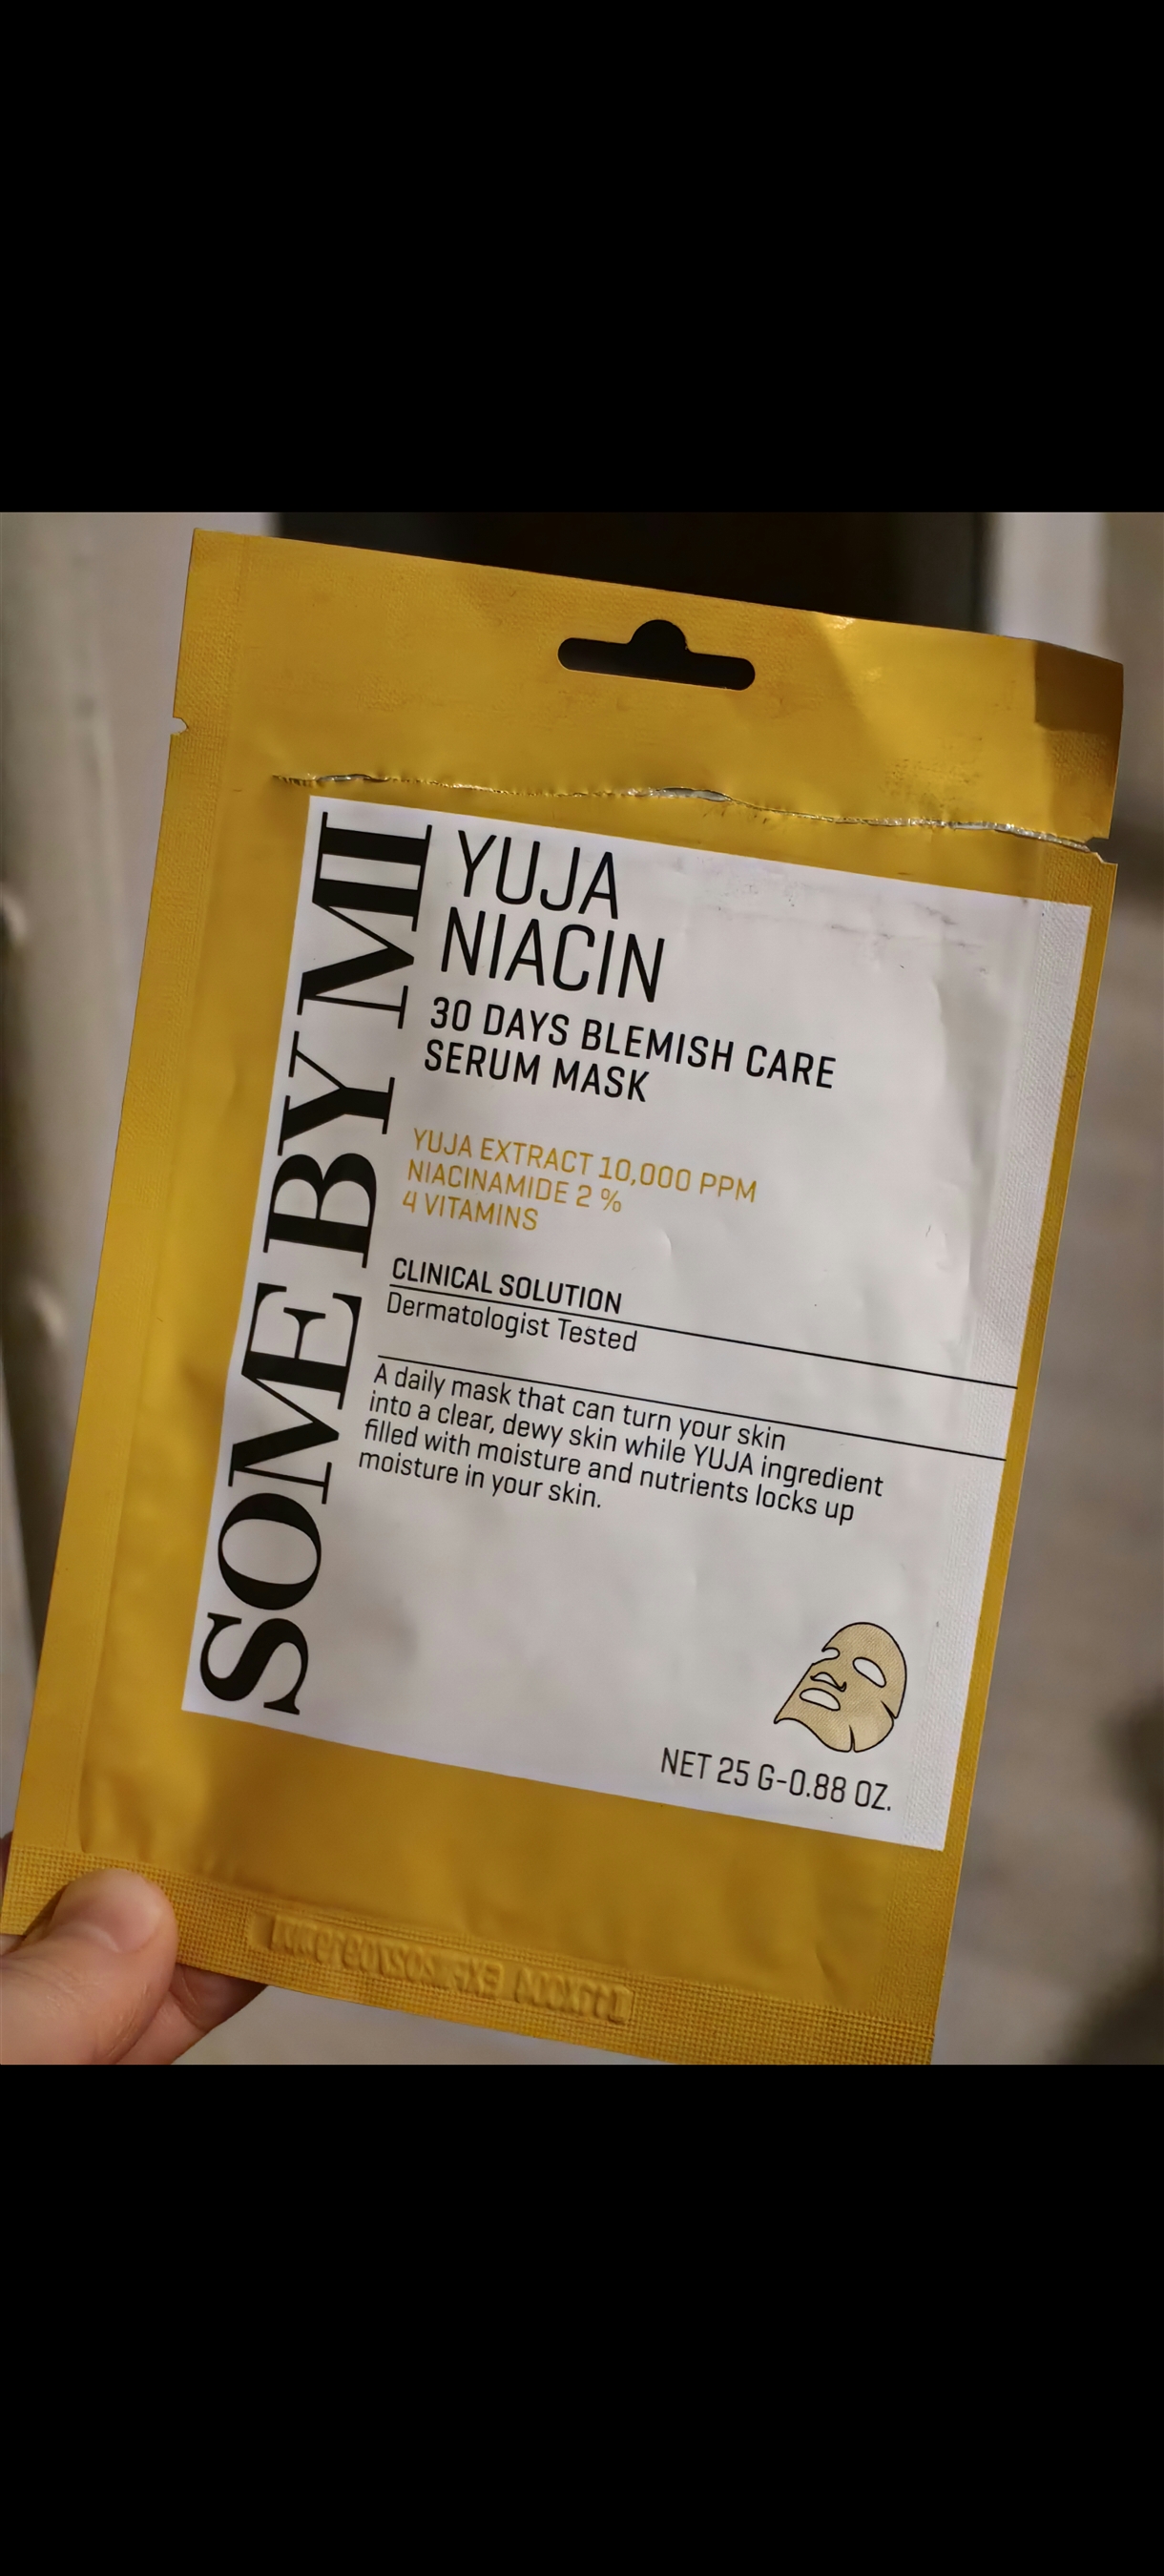 SOME BY MI
YUJA
NIACIN
30 DAYS BLEMISH CARE
SERUM MASK
YUJA EXTRACT 10,000 PPM
NIACINAMIDE 2 %
4 VITAMINS
CLINICAL SOLUTION
Dermatologist Tested
A daily mask that can turn your skin
into a clear, dewy skin while YUJA ingredient
filled with moisture and nutrients locks up
moisture in your skin.
NET 25 G-0.88 OZ.